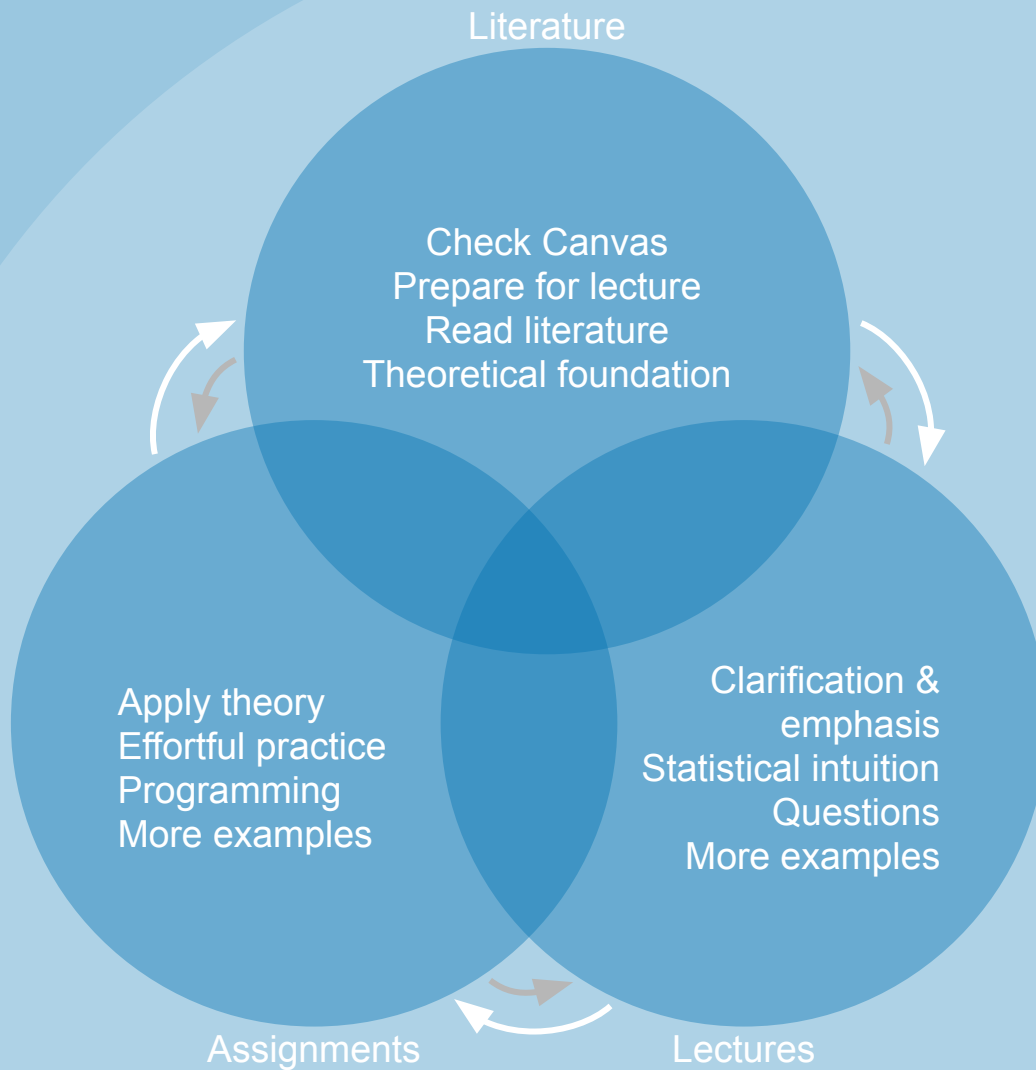 Literature
Check Canvas
Prepare for lecture
Read literature
Theoretical foundation
Apply theory
Effortful practice
Programming
More examples
Clarification &
emphasis
Statistical intuition
Questions
More examples
Assignments
Lectures